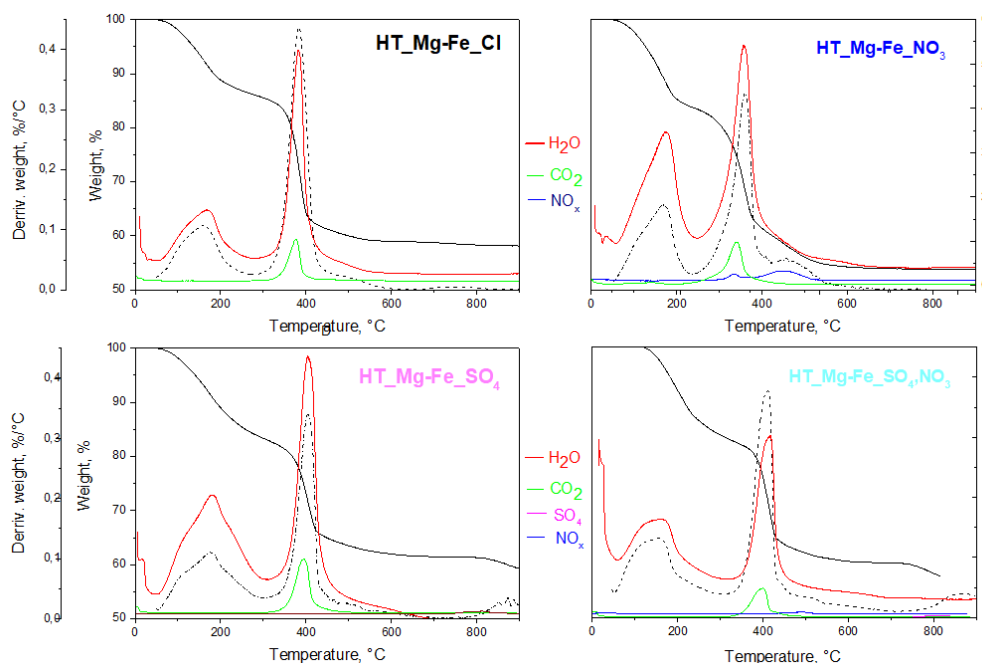 HT_Mg-Fe_Cl
0,4
0,3
0,2
0,1
0,0
Derriv. weight, %/°C
100
90
80
70
60
50
Weight, %
0 200 400 600 800
Temperature, °C
HT_Mg-Fe_NO3
H2O
CO2
NOx
0 200 400 600 800
Temperature, °C
HT_Mg-Fe_SO4
0,4
0,3
0,2
0,1
0,0
Derriv. weight, %/°C
100
90
80
70
60
50
Weight, %
0 200 400 600 800
Temperature, °C
HT_Mg-Fe_SO4,NO3
H2O
CO2
SO4
NOx
0 200 400 600 800
Temperature, °C